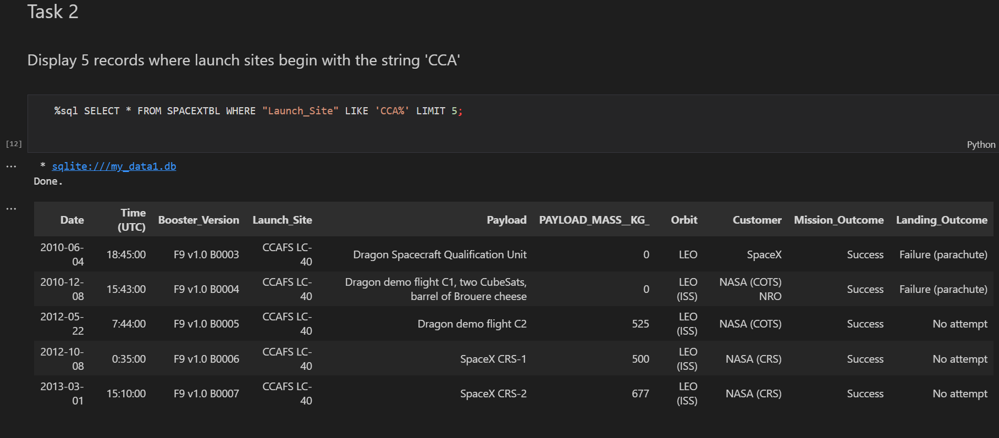 Task 2
Display 5 records where launch sites begin with the string 'CCA'
%sql SELECT * FROM SPACEXTBL WHERE "Launch_Site" LIKE 'CCA%' LIMIT 5;
[12]
Python
... * sqlite:///my_data1.db
Done.
...
Date Time (UTC) Booster_Version Launch_Site Payload PAYLOAD_MASS__KG_ Orbit Customer Mission_Outcome Landing_Outcome
2010-06-04 18:45:00 F9 v1.0 B0003 CCAFS LC-40 Dragon Spacecraft Qualification Unit 0 LEO SpaceX Success Failure (parachute)
2010-12-08 15:43:00 F9 v1.0 B0004 CCAFS LC-40 Dragon demo flight C1, two CubeSats, barrel of Brouere cheese 0 LEO (ISS) NASA (COTS) NRO Success Failure (parachute)
2012-05-22 7:44:00 F9 v1.0 B0005 CCAFS LC-40 Dragon demo flight C2 525 LEO (ISS) NASA (COTS) Success No attempt
2012-10-08 0:35:00 F9 v1.0 B0006 CCAFS LC-40 SpaceX CRS-1 500 LEO (ISS) NASA (CRS) Success No attempt
2013-03-01 15:10:00 F9 v1.0 B0007 CCAFS LC-40 SpaceX CRS-2 677 LEO (ISS) NASA (CRS) Success No attempt